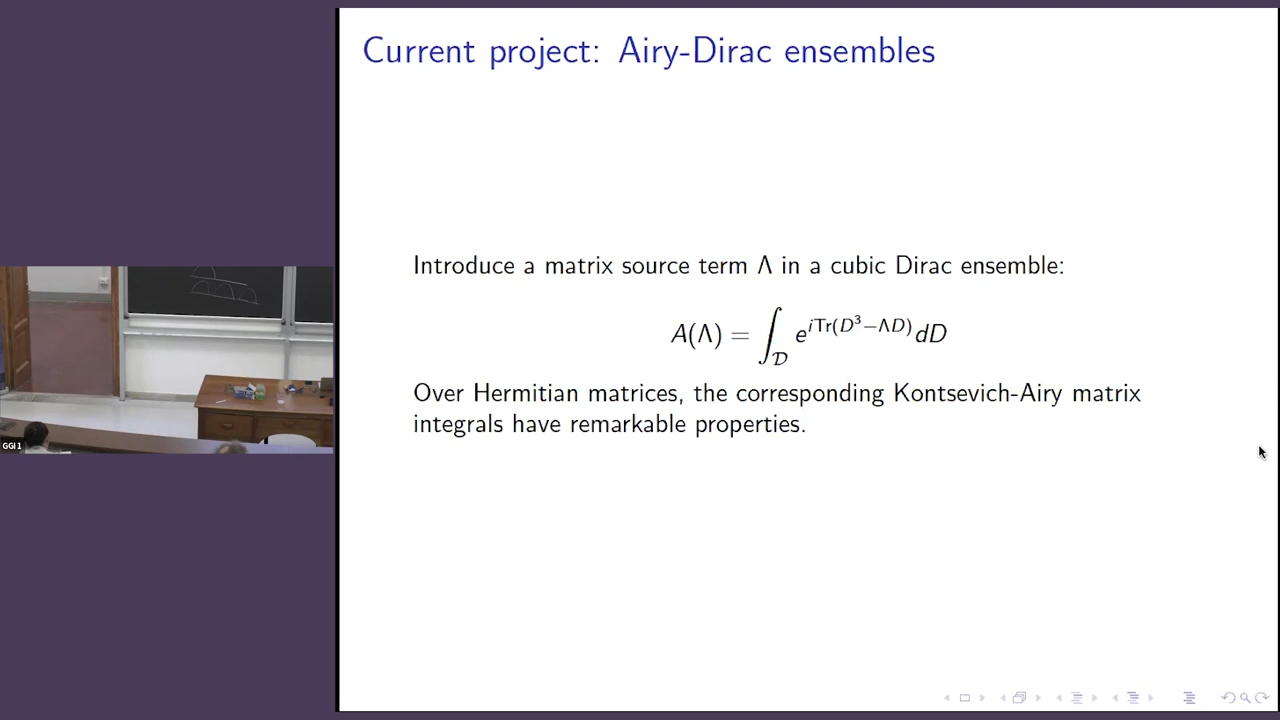 Current project: Airy-Dirac ensembles
Introduce a matrix source term Λ in a cubic Dirac ensemble:
A(Λ) = ∫_𝒟 e^{iTr(D³−ΛD)} dD
Over Hermitian matrices, the corresponding Kontsevich-Airy matrix
integrals have remarkable properties.
GGI 1